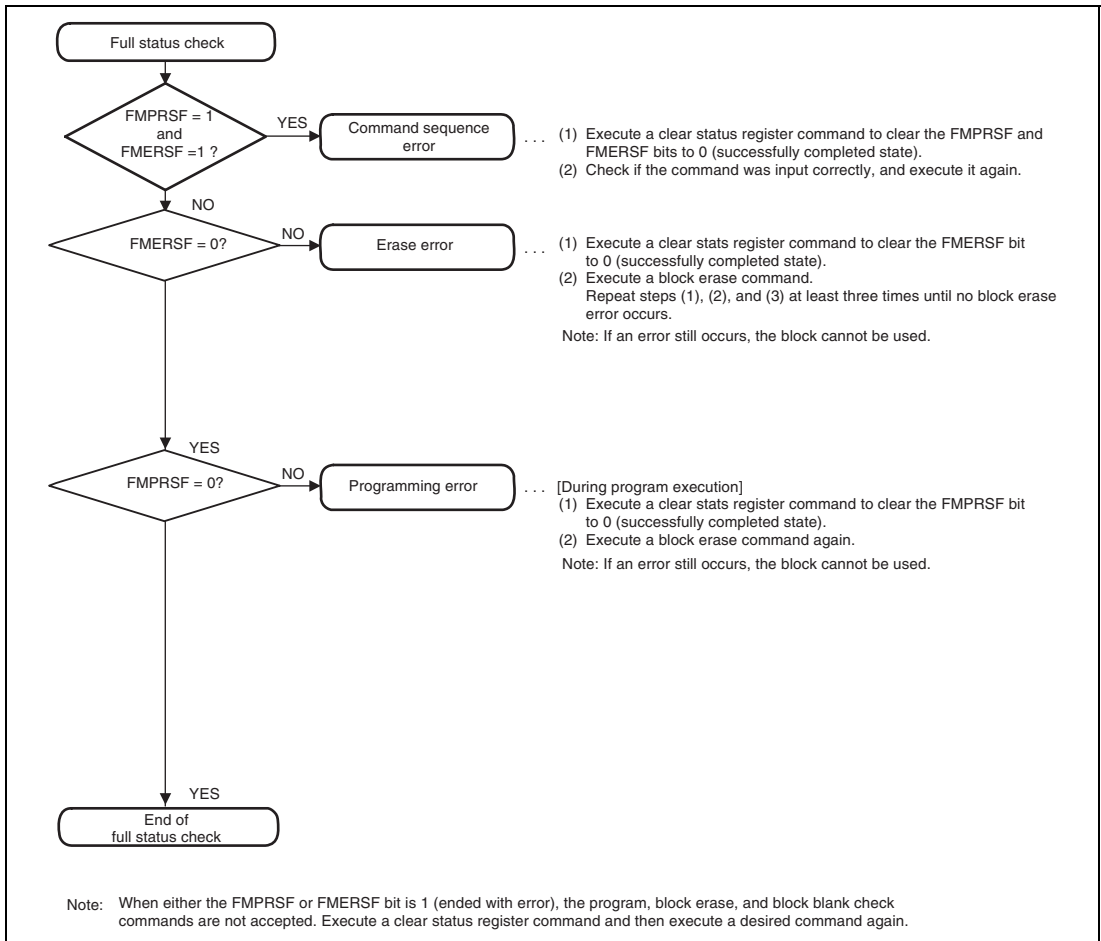 Full status check
FMPRSF = 1
and
FMERSF =1 ?
YES
Command sequence
error
. . . (1) Execute a clear status register command to clear the FMPRSF and
FMERSF bits to 0 (successfully completed state).
(2) Check if the command was input correctly, and execute it again.
NO
FMERSF = 0?
NO
Erase error
. . . (1) Execute a clear stats register command to clear the FMERSF bit
to 0 (successfully completed state).
(2) Execute a block erase command.
Repeat steps (1), (2), and (3) at least three times until no block erase
error occurs.
Note: If an error still occurs, the block cannot be used.
YES
FMPRSF = 0?
NO
Programming error
. . . [During program execution]
(1) Execute a clear stats register command to clear the FMPRSF bit
to 0 (successfully completed state).
(2) Execute a block erase command again.
Note: If an error still occurs, the block cannot be used.
YES
End of
full status check
Note: When either the FMPRSF or FMERSF bit is 1 (ended with error), the program, block erase, and block blank check
commands are not accepted. Execute a clear status register command and then execute a desired command again.